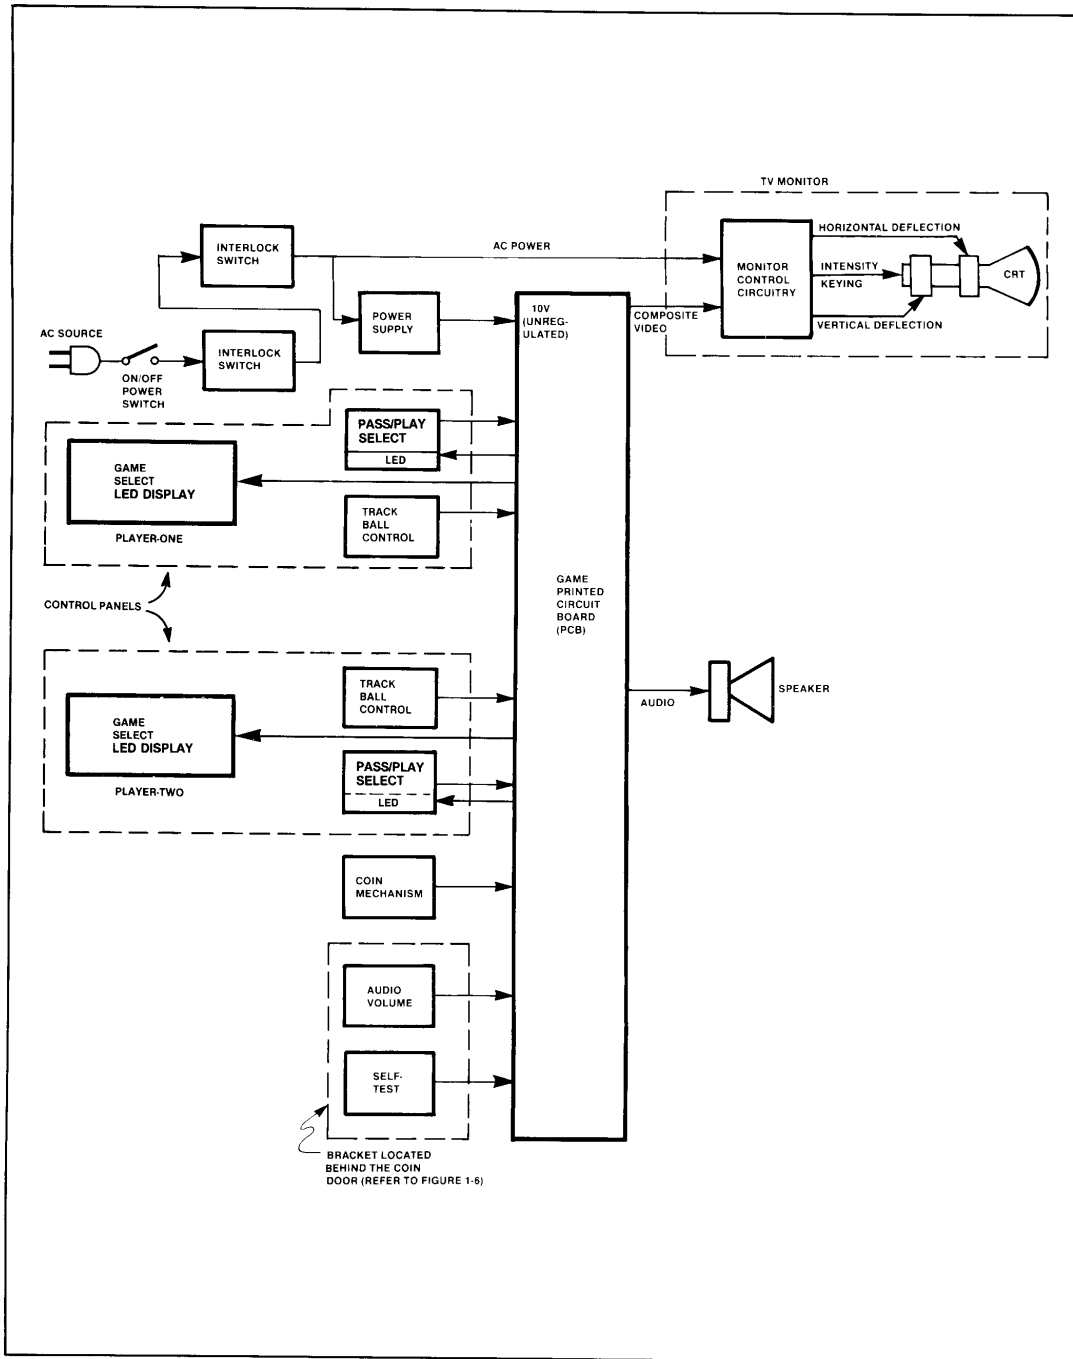 TV MONITOR
INTERLOCK
SWITCH
AC POWER
MONITOR
CONTROL
CIRCUITRY
HORIZONTAL DEFLECTION
INTENSITY
KEYING
VERTICAL DEFLECTION
CRT
POWER
SUPPLY
10V
(UNREG-
ULATED)
COMPOSITE
VIDEO
AC SOURCE
ON/OFF
POWER
SWITCH
INTERLOCK
SWITCH
PASS/PLAY
SELECT
LED
GAME
SELECT
LED DISPLAY
PLAYER-ONE
TRACK
BALL
CONTROL
CONTROL PANELS
GAME
PRINTED
CIRCUIT
BOARD
(PCB)
TRACK
BALL
CONTROL
GAME
SELECT
LED DISPLAY
PLAYER-TWO
PASS/PLAY
SELECT
LED
AUDIO
SPEAKER
COIN
MECHANISM
AUDIO
VOLUME
SELF-
TEST
BRACKET LOCATED
BEHIND THE COIN
DOOR (REFER TO FIGURE 1-6)